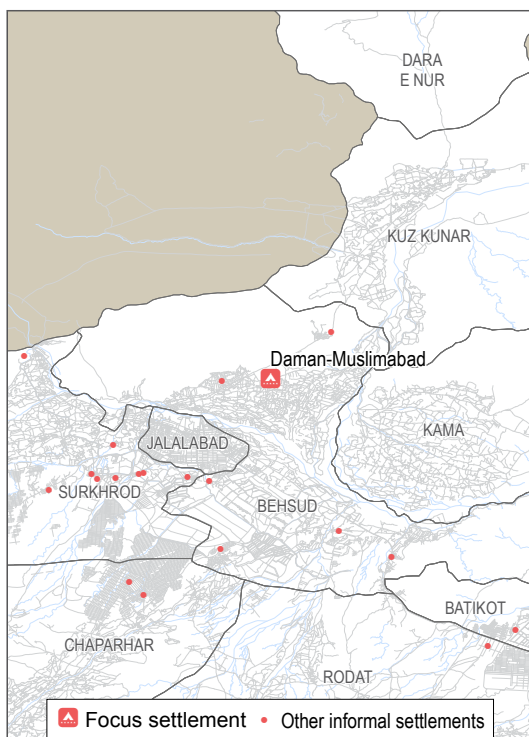 DARA
E NUR
KUZ KUNAR
Daman-Muslimabad
KAMA
JALALABAD
SURKHROD
BEHSUD
BATIKOT
CHAPARHAR
RODAT
Focus settlement
Other informal settlements